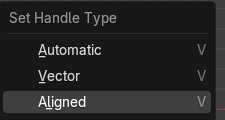 Set Handle Type
Automatic V
Vector V
Aligned V